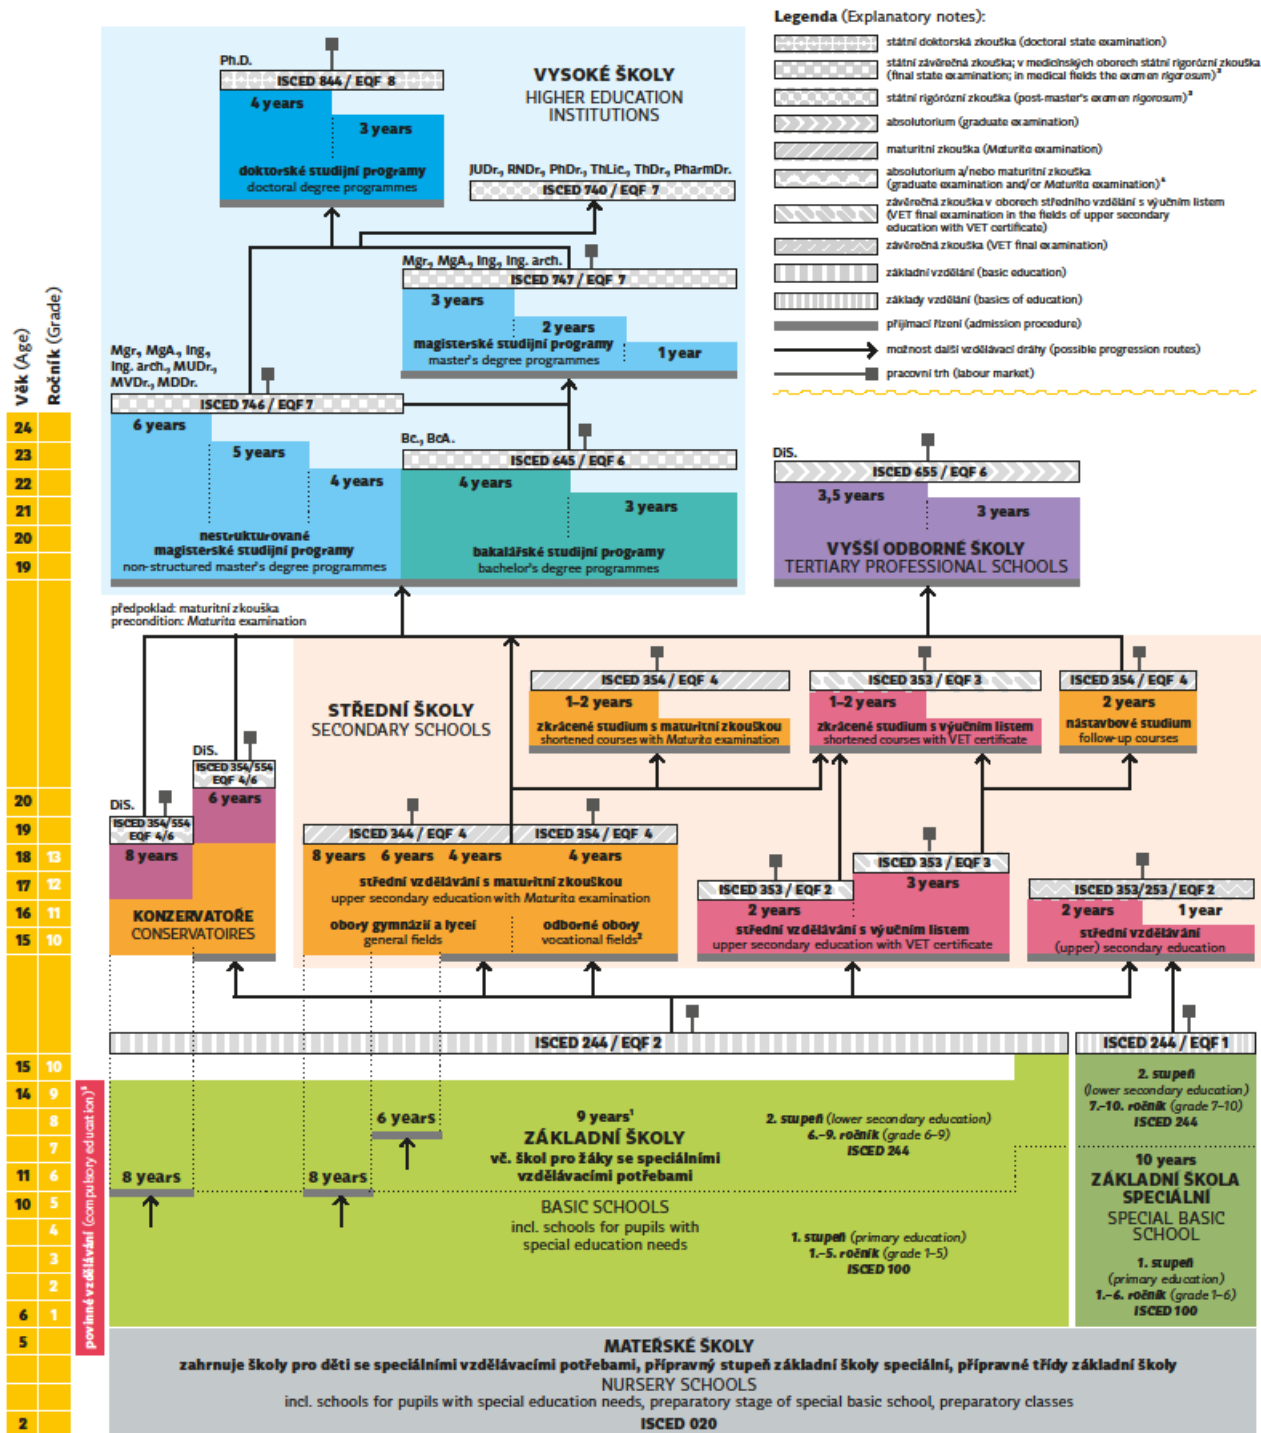 Legenda (Explanatory notes):
státní doktorská zkouška (doctoral state examination)
státní závěrečná zkouška; v medicínských oborech státní rigorózní zkouška
(final state examination; in medical fields the examen rigorosum)³
státní rigórózní zkouška (post-master's examen rigorosum)³
absolutorium (graduate examination)
maturitní zkouška (Maturita examination)
absolutorium a/nebo maturitní zkouška
(graduate examination and/or Maturita examination)⁴
závěrečná zkouška v oborech středního vzdělání s výučním listem
(VET final examination in the fields of upper secondary
education with VET certificate)
závěrečná zkouška (VET final examination)
základní vzdělání (basic education)
základy vzdělání (basics of education)
přijímací řízení (admission procedure)
možnost další vzdělávací dráhy (possible progression routes)
pracovní trh (labour market)
Ph.D.
ISCED 844 / EQF 8
4 years
3 years
doktorské studijní programy
doctoral degree programmes
VYSOKÉ ŠKOLY
HIGHER EDUCATION
INSTITUTIONS
JUDr., RNDr., PhDr., ThLic., ThDr., PharmDr.
ISCED 740 / EQF 7
Mgr., MgA., Ing., Ing. arch.
ISCED 747 / EQF 7
3 years
2 years
1 year
magisterské studijní programy
master's degree programmes
Mgr., MgA., Ing.,
Ing. arch., MUDr.,
MVDr., MDDr.
ISCED 746 / EQF 7
6 years
5 years
4 years
nestrukturované
magisterské studijní programy
non-structured master's degree programmes
Bc., BcA.
ISCED 645 / EQF 6
4 years
3 years
bakalářské studijní programy
bachelor's degree programmes
DiS.
ISCED 655 / EQF 6
3,5 years
3 years
VYŠŠÍ ODBORNÉ ŠKOLY
TERTIARY PROFESSIONAL SCHOOLS
Věk (Age)
Ročník (Grade)
24
23
22
21
20
19
předpoklad: maturitní zkouška
precondition: Maturita examination
STŘEDNÍ ŠKOLY
SECONDARY SCHOOLS
ISCED 354 / EQF 4
1–2 years
zkrácené studium s maturitní zkouškou
shortened courses with Maturita examination
ISCED 353 / EQF 3
1–2 years
zkrácené studium s výučním listem
shortened courses with VET certificate
ISCED 354 / EQF 4
2 years
nástavbové studium
follow-up courses
DiS.
ISCED 354/554
EQF 4/6
6 years
DiS.
ISCED 354/554
EQF 4/6
8 years
KONZERVATOŘE
CONSERVATOIRES
20
19
18 13
17 12
16 11
15 10
ISCED 344 / EQF 4
8 years 6 years 4 years
ISCED 354 / EQF 4
4 years
střední vzdělávání s maturitní zkouškou
upper secondary education with Maturita examination
obory gymnázií a lyceí
general fields
odborné obory
vocational fields²
ISCED 353 / EQF 2
2 years
ISCED 353 / EQF 3
3 years
střední vzdělávání s výučním listem
upper secondary education with VET certificate
ISCED 353/253/EQF 2
2 years
1 year
střední vzdělávání
(upper) secondary education
ISCED 244 / EQF 2
ISCED 244 / EQF 1
15 10
14 9
8
7
11 6
10 5
4
3
2
6 1
5
2
povinné vzdělávání (compulsory education)⁵
8 years
8 years
6 years
9 years¹
ZÁKLADNÍ ŠKOLY
vč. škol pro žáky se speciálními
vzdělávacími potřebami
BASIC SCHOOLS
incl. schools for pupils with
special education needs
2. stupeň (lower secondary education)
6.–9. ročník (grade 6–9)
ISCED 244
1. stupeň (primary education)
1.–5. ročník (grade 1–5)
ISCED 100
2. stupeň
(lower secondary education)
7.–10. ročník (grade 7–10)
ISCED 244
10 years
ZÁKLADNÍ ŠKOLA
SPECIÁLNÍ
SPECIAL BASIC
SCHOOL
1. stupeň
(primary education)
1.–6. ročník (grade 1–6)
ISCED 100
MATEŘSKÉ ŠKOLY
zahrnuje školy pro děti se speciálními vzdělávacími potřebami, přípravný stupeň základní školy speciální, přípravné třídy základní školy
NURSERY SCHOOLS
incl. schools for pupils with special education needs, preparatory stage of special basic school, preparatory classes
ISCED 020